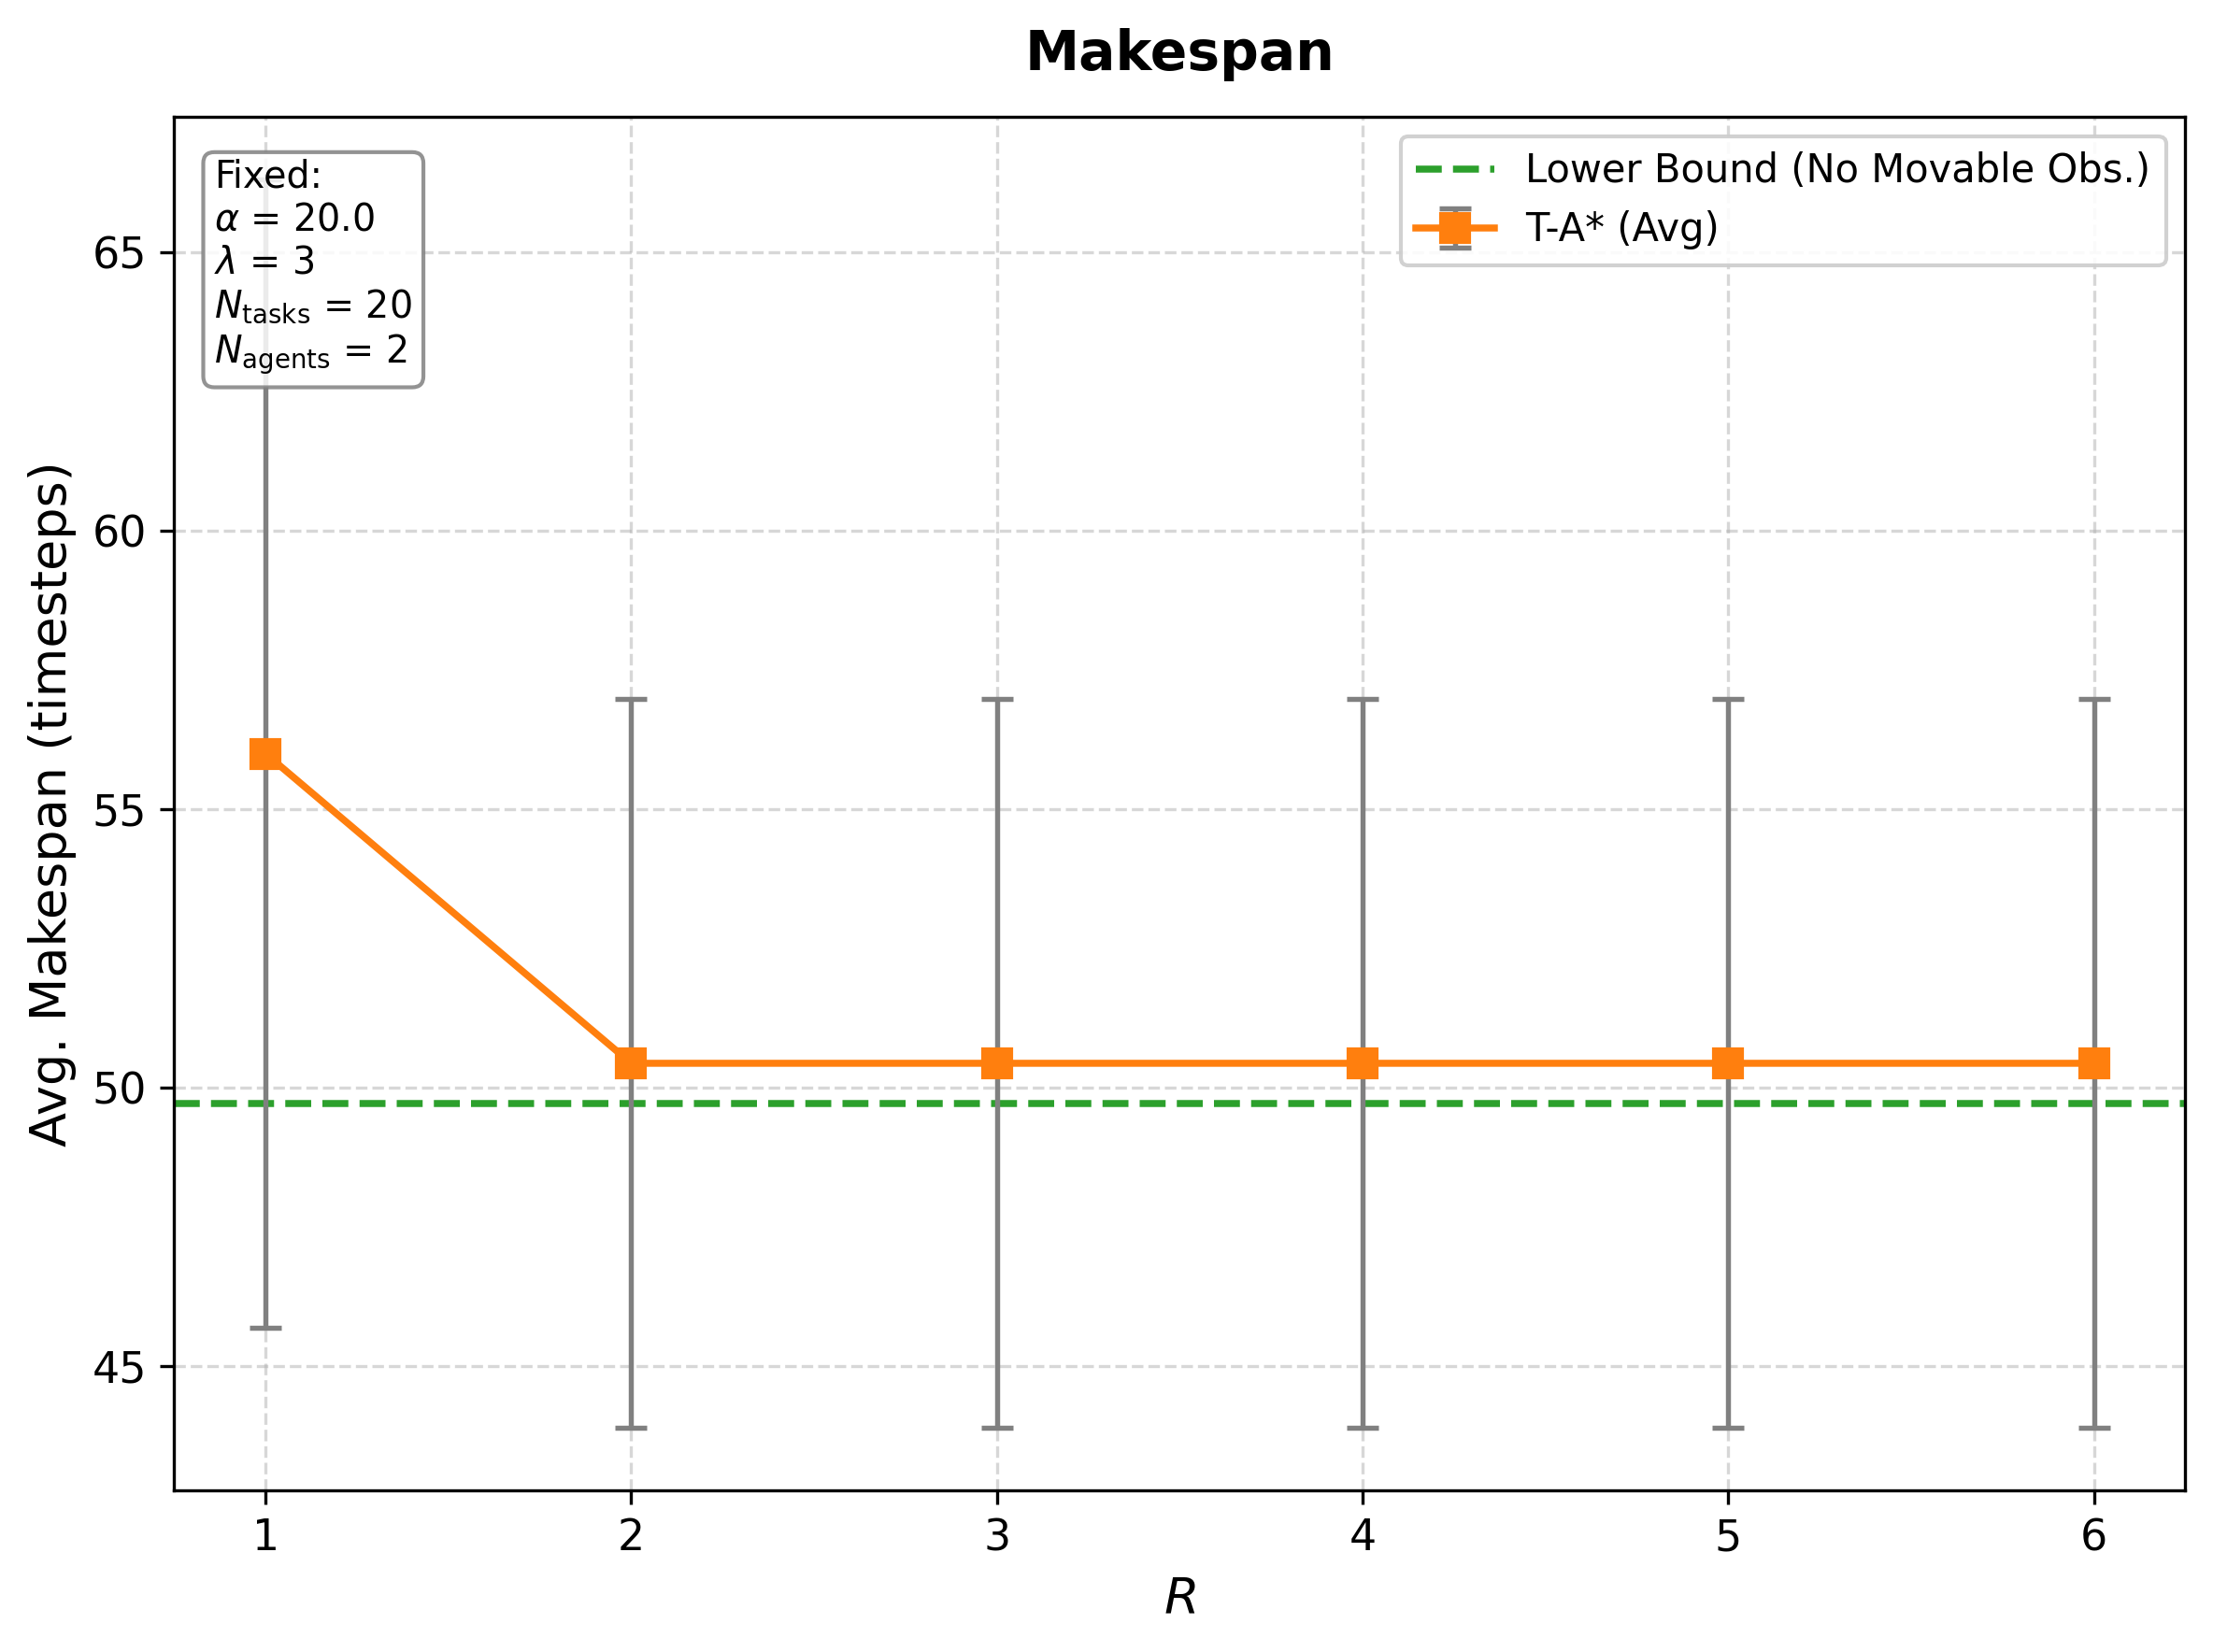 Makespan
Fixed:
α = 20.0
λ = 3
N_tasks = 20
N_agents = 2
Lower Bound (No Movable Obs.)
T-A* (Avg)
Avg. Makespan (timesteps)
65
60
55
50
45
1 2 3 4 5 6
R